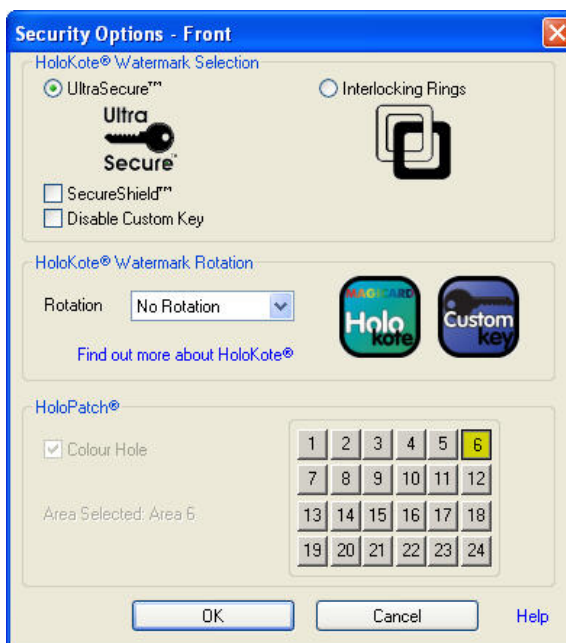 Security Options - Front
HoloKote® Watermark Selection
UltraSecure™ Interlocking Rings
Ultra
Secure™
SecureShield™
Disable Custom Key
HoloKote® Watermark Rotation
Rotation No Rotation
MAGICARD
Holo
kote
Custom
key
Find out more about HoloKote®
HoloPatch®
Colour Hole
Area Selected: Area 6
1 2 3 4 5 6
7 8 9 10 11 12
13 14 15 16 17 18
19 20 21 22 23 24
OK Cancel Help